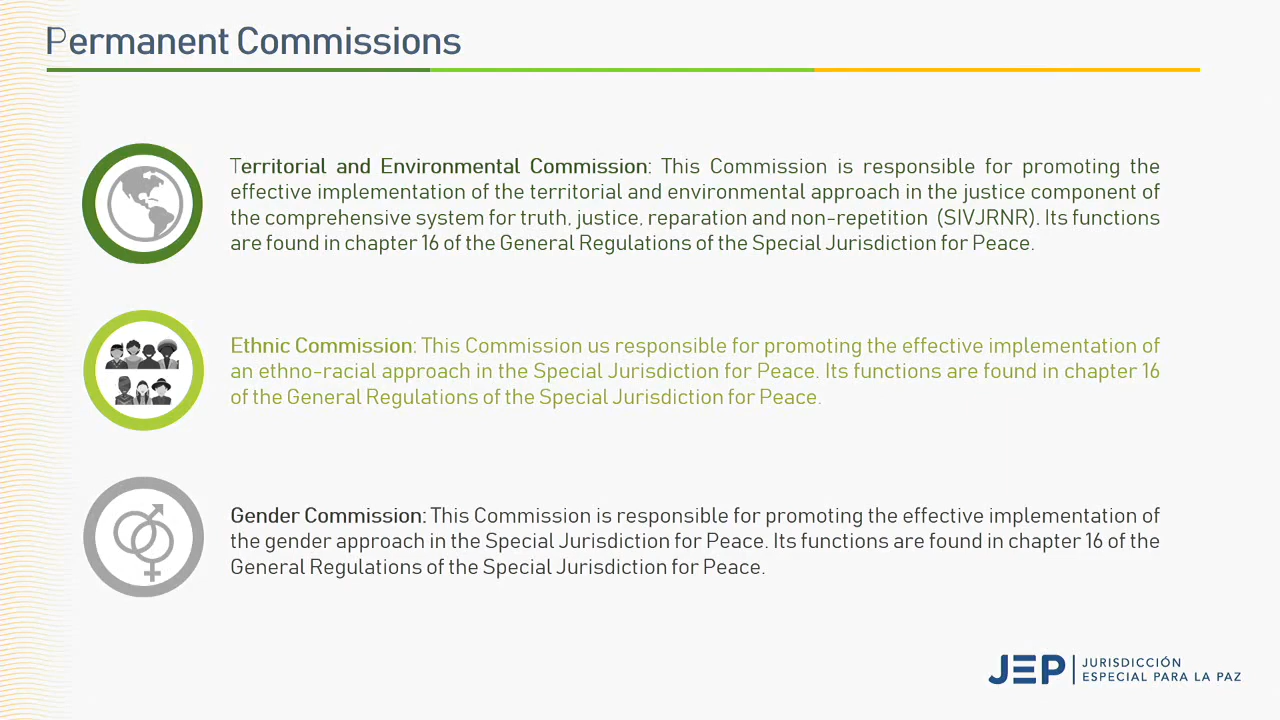 Permanent Commissions
Territorial and Environmental Commission: This Commission is responsible for promoting the
effective implementation of the territorial and environmental approach in the justice component of
the comprehensive system for truth, justice, reparation and non-repetition (SIVJRNR). Its functions
are found in chapter 16 of the General Regulations of the Special Jurisdiction for Peace.
Ethnic Commission: This Commission us responsible for promoting the effective implementation of
an ethno-racial approach in the Special Jurisdiction for Peace. Its functions are found in chapter 16
of the General Regulations of the Special Jurisdiction for Peace.
Gender Commission: This Commission is responsible for promoting the effective implementation of
the gender approach in the Special Jurisdiction for Peace. Its functions are found in chapter 16 of the
General Regulations of the Special Jurisdiction for Peace.
JEP JURISDICCIÓN
ESPECIAL PARA LA PAZ